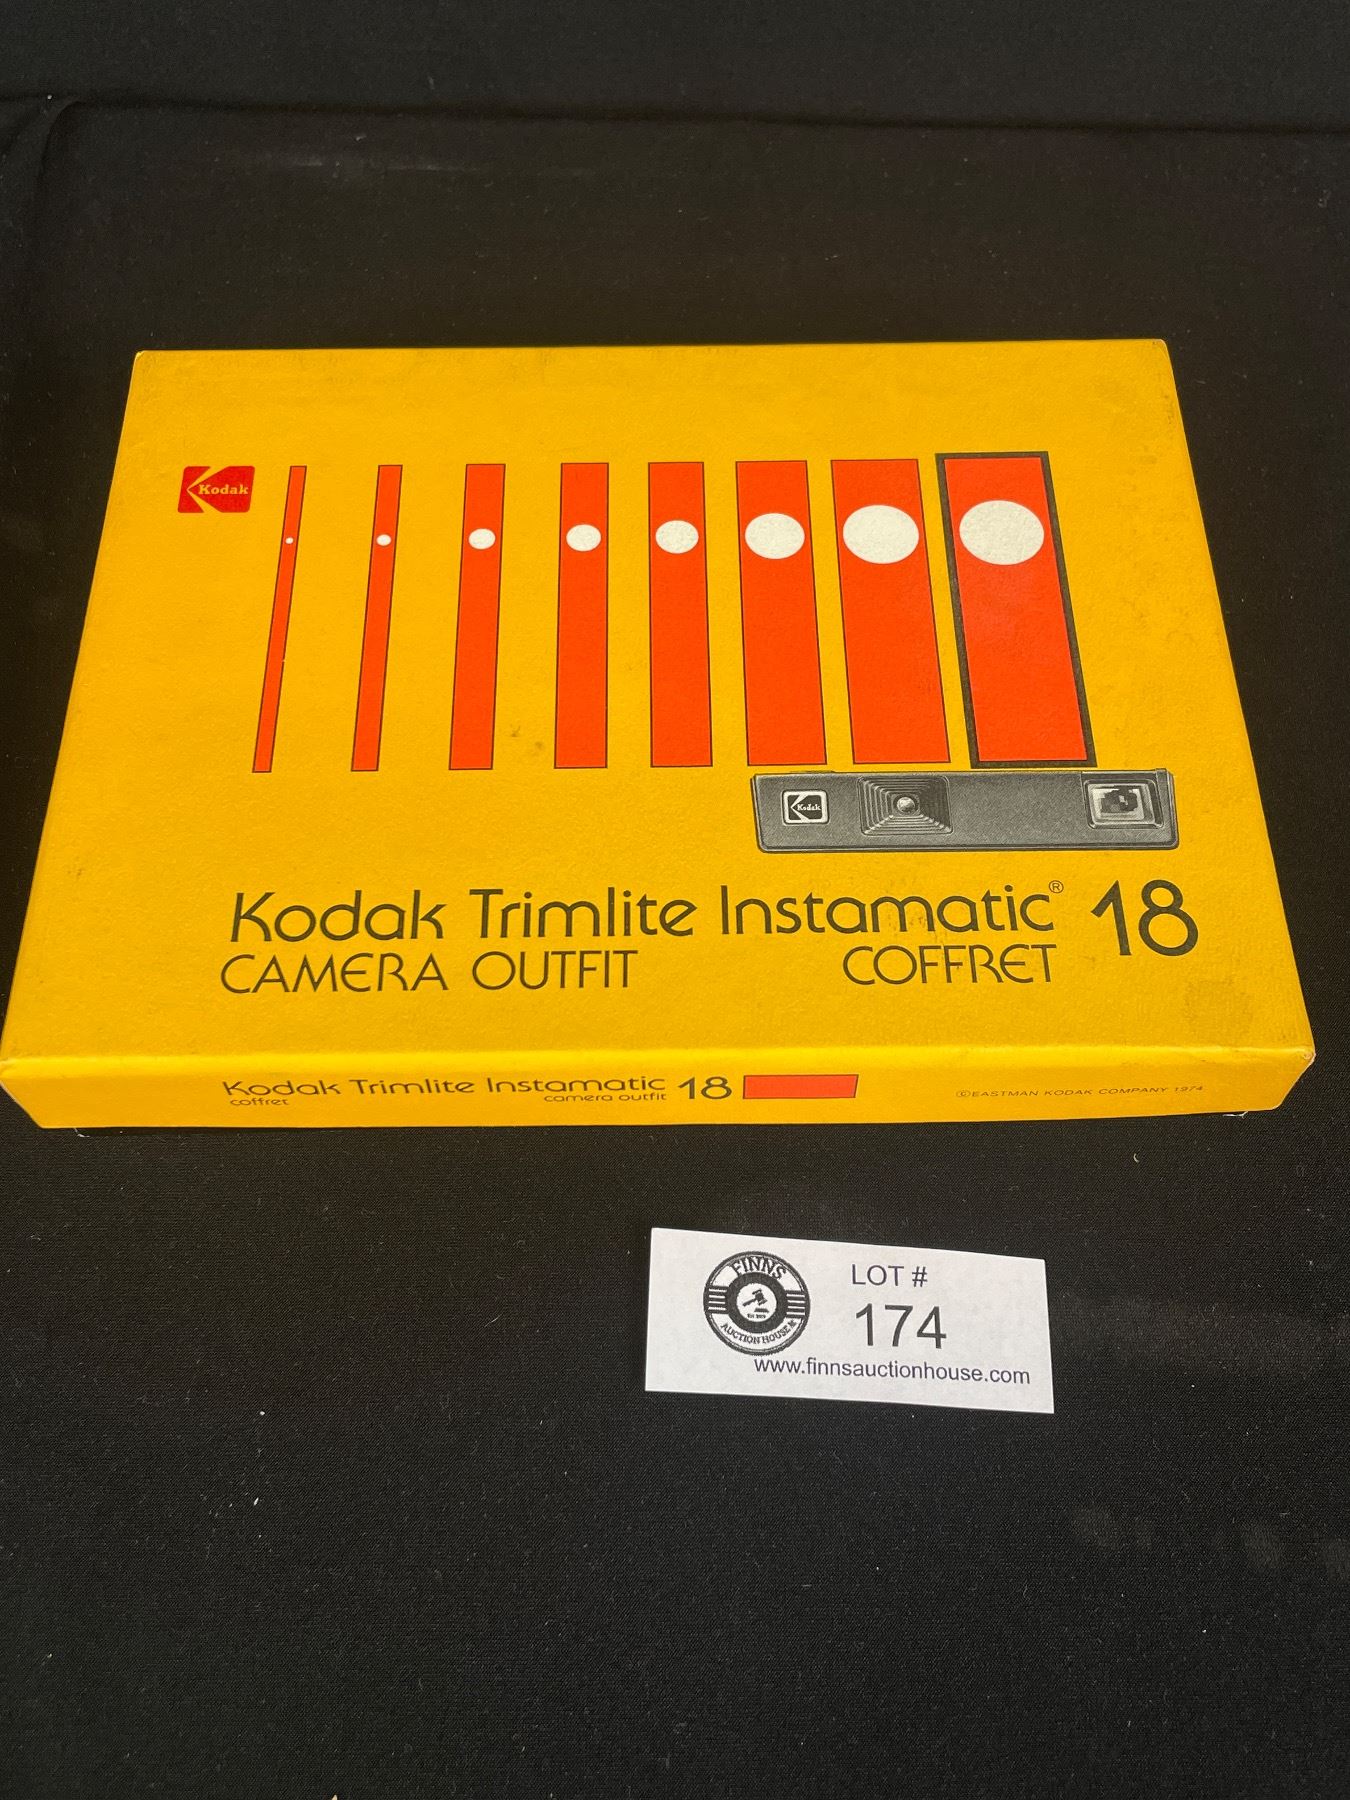 Kodak
Kodak
Kodak Trimlite Instamatic® 18
CAMERA OUTFIT COFFRET
Kodak Trimlite Instamatic 18
coffret camera outfit
©EASTMAN KODAK COMPANY 1974
FINNS
AUCTION HOUSE
LOT #
174
www.finnsauctionhouse.com